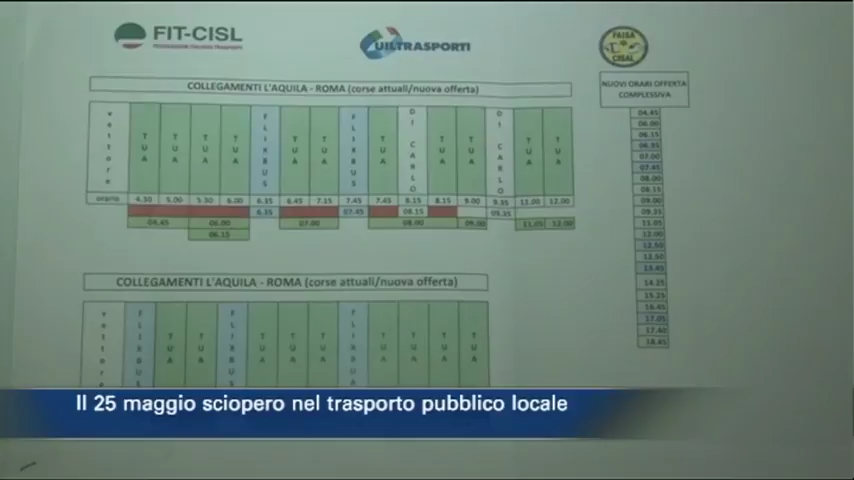 FIT-CISL
UILTRASPORTI
FAISA
CISAL
COLLEGAMENTI L'AQUILA - ROMA (corse attuali/nuova offerta)
NUOVI ORARI OFFERTA
COMPLESSIVA
vettore TUA TUA TUA TUA FLIXBUS TUA TUA FLIXBUS TUA DI CARLO TUA TUA DI CARLO TUA TUA
orario 4.30 5.00 5.30 6.00 6.35 6.45 7.15 7.45 7.45 8.15 8.15 9.00 9.35 11.00 12.00
6.35 07.45 08.15 09.35
04.45 06.00 07.00 08.00 09.00 11.05 12.00
06.15
04.45
06.00
06.15
06.35
07.00
07.45
08.00
08.15
09.00
09.35
11.05
12.00
12.50
12.50
13.45
14.25
15.25
16.45
17.05
17.40
18.45
COLLEGAMENTI L'AQUILA - ROMA (corse attuali/nuova offerta)
vettore FLIXBUS TUA TUA FLIXBUS TUA TUA TUA FLIXBUS TUA TUA TUA TUA
Il 25 maggio sciopero nel trasporto pubblico locale